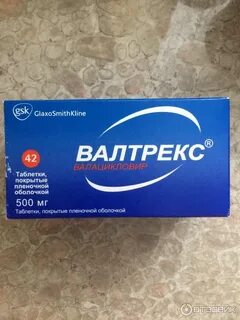 gsk GlaxoSmithKline
42
Таблетки,
покрытые
пленочной
оболочкой
500 мг
ВАЛТРЕКС®
ВАЛАЦИКЛОВИР
Таблетки, покрытые пленочной оболочкой